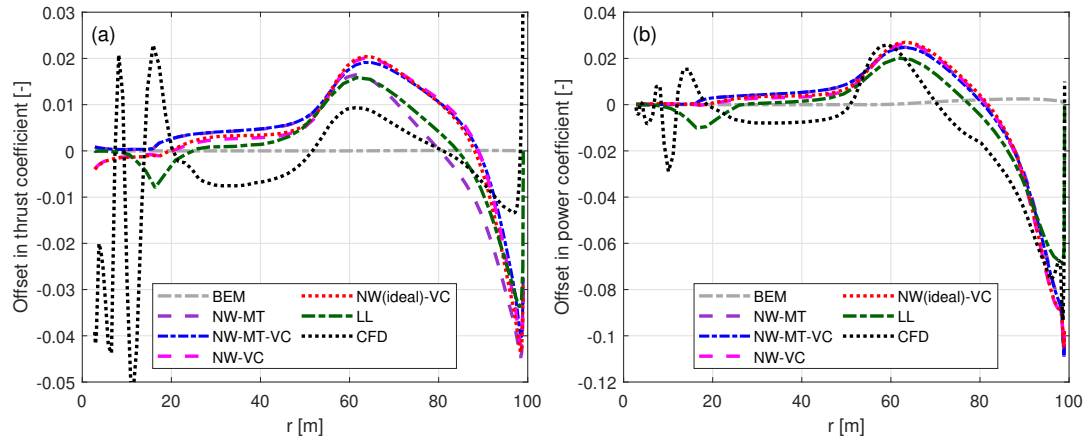 (a)
Offset in thrust coefficient [-]
0.03
0.02
0.01
0
-0.01
-0.02
-0.03
-0.04
-0.05
BEM
NW-MT
NW-MT-VC
NW-VC
NW(ideal)-VC
LL
CFD
0 20 40 60 80 100
r [m]
(b)
Offset in power coefficient [-]
0.04
0.02
0
-0.02
-0.04
-0.06
-0.08
-0.1
-0.12
BEM
NW-MT
NW-MT-VC
NW-VC
NW(ideal)-VC
LL
CFD
0 20 40 60 80 100
r [m]